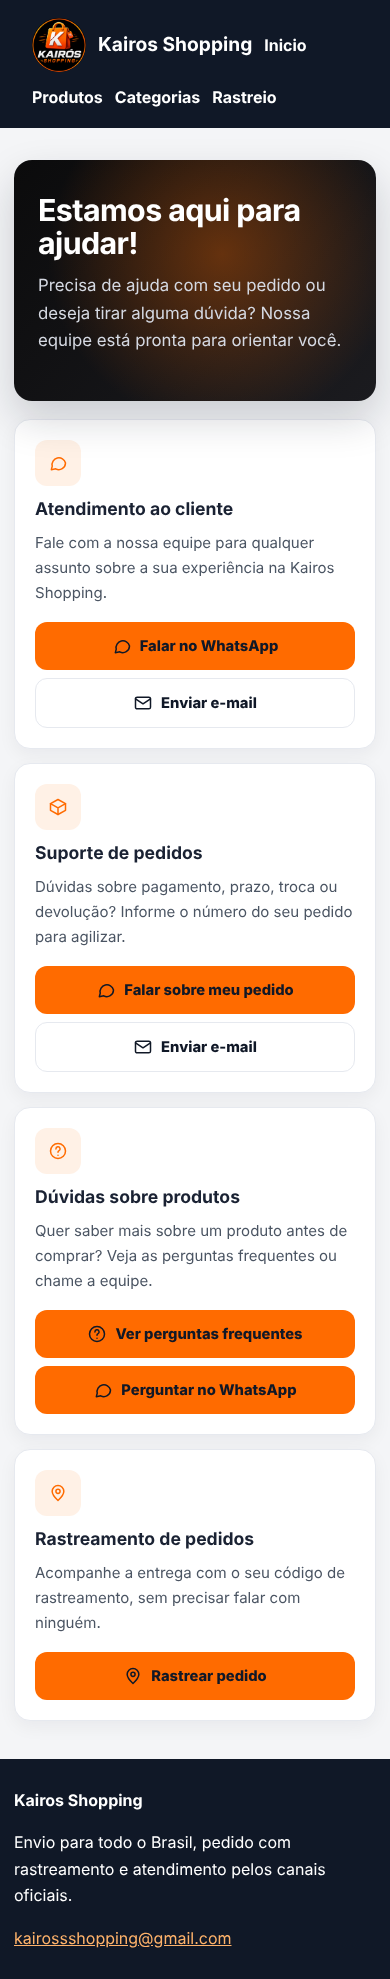 KAIRÓS
SHOPPING
Kairos Shopping Inicio
Produtos Categorias Rastreio
Estamos aqui para
ajudar!
Precisa de ajuda com seu pedido ou
deseja tirar alguma dúvida? Nossa
equipe está pronta para orientar você.
Atendimento ao cliente
Fale com a nossa equipe para qualquer
assunto sobre a sua experiência na Kairos
Shopping.
Falar no WhatsApp
Enviar e-mail
Suporte de pedidos
Dúvidas sobre pagamento, prazo, troca ou
devolução? Informe o número do seu pedido
para agilizar.
Falar sobre meu pedido
Enviar e-mail
Dúvidas sobre produtos
Quer saber mais sobre um produto antes de
comprar? Veja as perguntas frequentes ou
chame a equipe.
Ver perguntas frequentes
Perguntar no WhatsApp
Rastreamento de pedidos
Acompanhe a entrega com o seu código de
rastreamento, sem precisar falar com
ninguém.
Rastrear pedido
Kairos Shopping
Envio para todo o Brasil, pedido com
rastreamento e atendimento pelos canais
oficiais.
kairossshopping@gmail.com